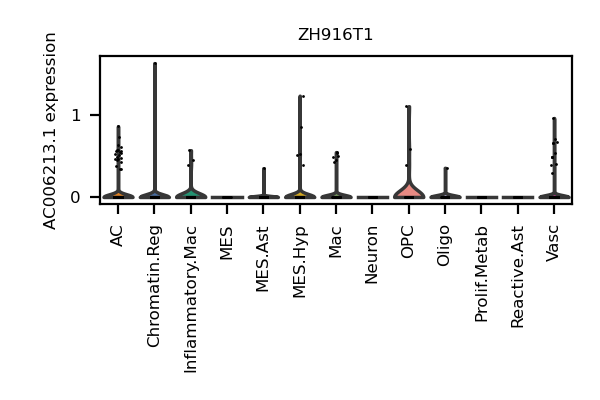 ZH916T1
AC006213.1 expression
1
0
AC
Chromatin.Reg
Inflammatory.Mac
MES
MES.Ast
MES.Hyp
Mac
Neuron
OPC
Oligo
Prolif.Metab
Reactive.Ast
Vasc